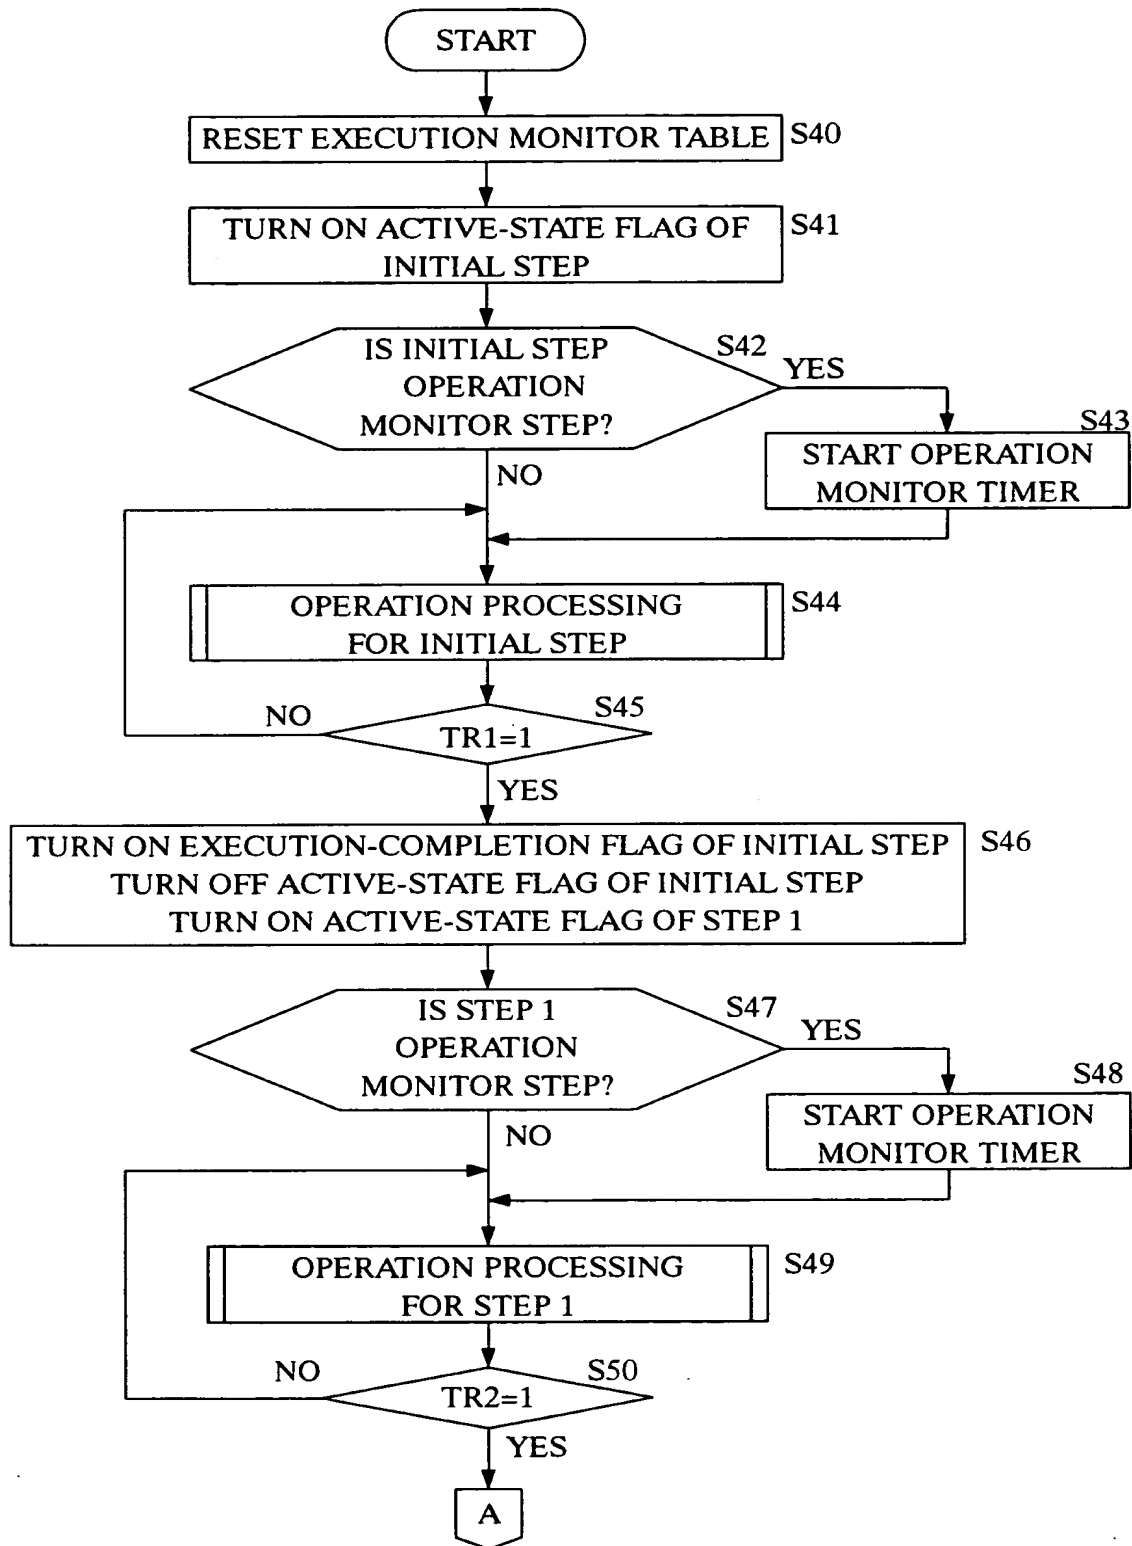 START
RESET EXECUTION MONITOR TABLE
S40
TURN ON ACTIVE-STATE FLAG OF
INITIAL STEP
S41
IS INITIAL STEP
OPERATION
MONITOR STEP?
S42
YES
S43
START OPERATION
MONITOR TIMER
NO
OPERATION PROCESSING
FOR INITIAL STEP
S44
NO
S45
TR1=1
YES
TURN ON EXECUTION-COMPLETION FLAG OF INITIAL STEP
TURN OFF ACTIVE-STATE FLAG OF INITIAL STEP
TURN ON ACTIVE-STATE FLAG OF STEP 1
S46
IS STEP 1
OPERATION
MONITOR STEP?
S47
YES
S48
START OPERATION
MONITOR TIMER
NO
OPERATION PROCESSING
FOR STEP 1
S49
NO
S50
TR2=1
YES
A